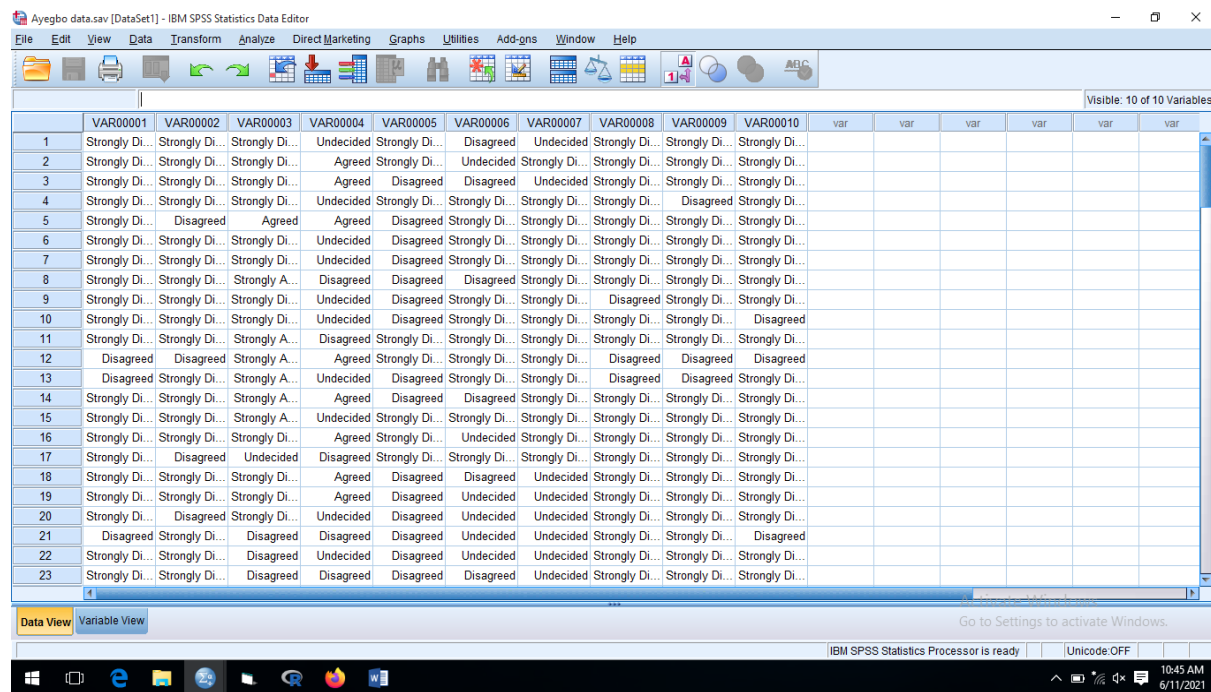 Ayegbo data.sav [DataSet1] - IBM SPSS Statistics Data Editor
File Edit View Data Transform Analyze Direct Marketing Graphs Utilities Add-ons Window Help
Visible: 10 of 10 Variables
VAR00001 VAR00002 VAR00003 VAR00004 VAR00005 VAR00006 VAR00007 VAR00008 VAR00009 VAR00010 var var var var var var
1 Strongly Di... Strongly Di... Strongly Di... Undecided Strongly Di... Disagreed Undecided Strongly Di... Strongly Di... Strongly Di...
2 Strongly Di... Strongly Di... Strongly Di... Agreed Strongly Di... Undecided Strongly Di... Strongly Di... Strongly Di... Strongly Di...
3 Strongly Di... Strongly Di... Strongly Di... Agreed Disagreed Disagreed Undecided Strongly Di... Strongly Di... Strongly Di...
4 Strongly Di... Strongly Di... Strongly Di... Undecided Strongly Di... Strongly Di... Strongly Di... Strongly Di... Disagreed Strongly Di...
5 Strongly Di... Disagreed Agreed Agreed Disagreed Strongly Di... Strongly Di... Strongly Di... Strongly Di... Strongly Di...
6 Strongly Di... Strongly Di... Strongly Di... Undecided Disagreed Strongly Di... Strongly Di... Strongly Di... Strongly Di... Strongly Di...
7 Strongly Di... Strongly Di... Strongly Di... Undecided Disagreed Strongly Di... Strongly Di... Strongly Di... Strongly Di... Strongly Di...
8 Strongly Di... Strongly Di... Strongly A... Disagreed Disagreed Disagreed Strongly Di... Strongly Di... Strongly Di... Strongly Di...
9 Strongly Di... Strongly Di... Strongly Di... Undecided Disagreed Strongly Di... Strongly Di... Disagreed Strongly Di... Strongly Di...
10 Strongly Di... Strongly Di... Strongly Di... Undecided Disagreed Strongly Di... Strongly Di... Strongly Di... Strongly Di... Disagreed
11 Strongly Di... Strongly Di... Strongly A... Disagreed Strongly Di... Strongly Di... Strongly Di... Strongly Di... Strongly Di... Strongly Di...
12 Disagreed Disagreed Strongly A... Agreed Strongly Di... Strongly Di... Strongly Di... Disagreed Disagreed Disagreed
13 Disagreed Strongly Di... Strongly A... Undecided Disagreed Strongly Di... Strongly Di... Disagreed Disagreed Strongly Di...
14 Strongly Di... Strongly Di... Strongly A... Agreed Disagreed Disagreed Strongly Di... Strongly Di... Strongly Di... Strongly Di...
15 Strongly Di... Strongly Di... Strongly A... Undecided Strongly Di... Strongly Di... Strongly Di... Strongly Di... Strongly Di... Strongly Di...
16 Strongly Di... Strongly Di... Strongly Di... Agreed Strongly Di... Undecided Strongly Di... Strongly Di... Strongly Di... Strongly Di...
17 Strongly Di... Disagreed Undecided Disagreed Strongly Di... Strongly Di... Strongly Di... Strongly Di... Strongly Di... Strongly Di...
18 Strongly Di... Strongly Di... Strongly Di... Agreed Disagreed Disagreed Undecided Strongly Di... Strongly Di... Strongly Di...
19 Strongly Di... Strongly Di... Strongly Di... Agreed Disagreed Undecided Undecided Strongly Di... Strongly Di... Strongly Di...
20 Strongly Di... Disagreed Strongly Di... Undecided Disagreed Undecided Undecided Strongly Di... Strongly Di... Strongly Di...
21 Disagreed Strongly Di... Disagreed Disagreed Disagreed Undecided Undecided Strongly Di... Strongly Di... Disagreed
22 Strongly Di... Strongly Di... Disagreed Undecided Disagreed Undecided Undecided Strongly Di... Strongly Di... Strongly Di...
23 Strongly Di... Strongly Di... Disagreed Disagreed Disagreed Disagreed Undecided Strongly Di... Strongly Di... Strongly Di...
Data View Variable View
Go to Settings to activate Windows.
IBM SPSS Statistics Processor is ready Unicode:OFF
10:45 AM
6/11/2021